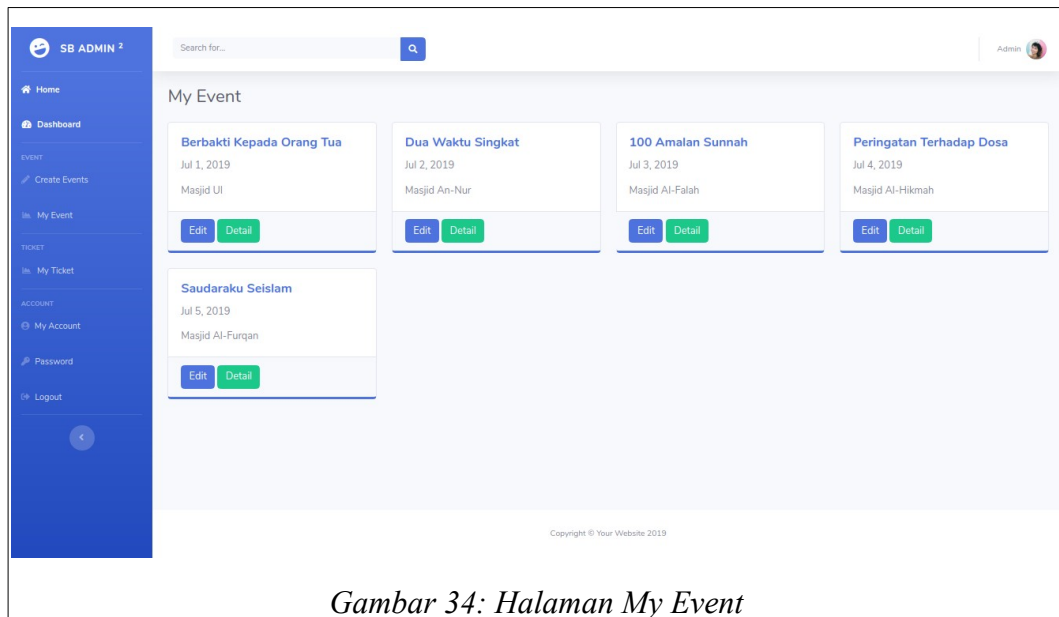 SB ADMIN 2
Search for...
Admin
Home
Dashboard
EVENT
Create Events
My Event
TICKET
My Ticket
ACCOUNT
My Account
Password
Logout
My Event
Berbakti Kepada Orang Tua
Jul 1, 2019
Masjid UI
Edit Detail
Dua Waktu Singkat
Jul 2, 2019
Masjid An-Nur
Edit Detail
100 Amalan Sunnah
Jul 3, 2019
Masjid Al-Falah
Edit Detail
Peringatan Terhadap Dosa
Jul 4, 2019
Masjid Al-Hikmah
Edit Detail
Saudaraku Seislam
Jul 5, 2019
Masjid Al-Furqan
Edit Detail
Copyright © Your Website 2019
Gambar 34: Halaman My Event